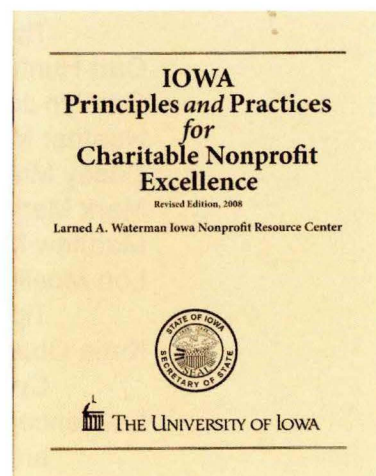 IOWA
Principles and Practices
for
Charitable Nonprofit
Excellence
Revised Edition, 2008
Larned A. Waterman Iowa Nonprofit Resource Center
STATE OF IOWA
SEAL
SECRETARY OF STATE
THE UNIVERSITY OF IOWA